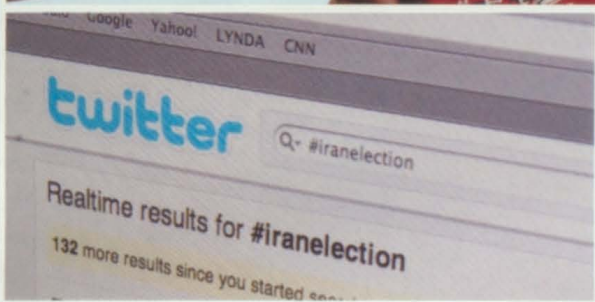 Google Yahoo! LYNDA CNN
twitter
#iranelection
Realtime results for #iranelection
132 more results since you started